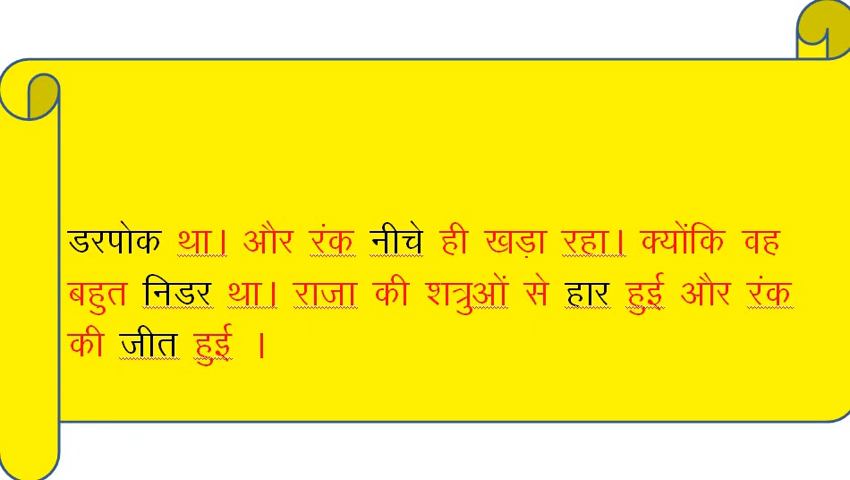 डरपोक था। और रंक नीचे ही खड़ा रहा। क्योंकि वह
बहुत निडर था। राजा की शत्रुओं से हार हुई और रंक
की जीत हुई ।